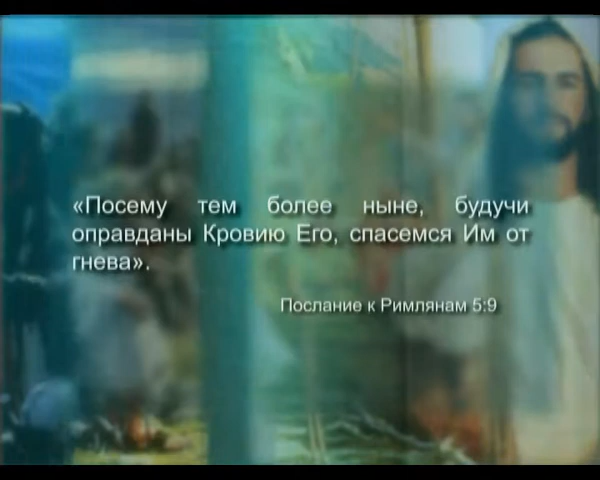 «Посему тем более ныне, будучи
оправданы Кровию Его, спасемся Им от
гнева».
Послание к Римлянам 5:9